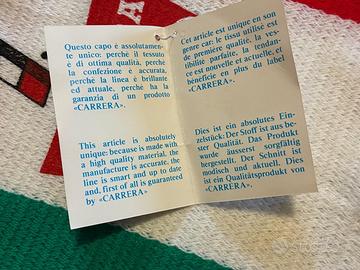 Questo capo è assolutamen-
te unico: perché il tessuto
è di ottima qualità, perché
la confezione e accurata,
perché la linea è brillante
ed attuale, perché ha la
garanzia di un prodotto
«CARRERA».
This article is absolutely
unique: because is made with
a high quality material, the
manufacture is accurate, the
line is smart and up to date
and, first of all is guaranteed
by «CARRERA»
Cet article est unique en son
genre car: le tissu utilisé est
de première qualité, la ves-
tibilité parfaite. la tendan-
ce est nouvelle et actuelle, et
bénéficie en plus du label
«CARRERA».
Dies ist ein absolutes Ein-
zelstück: Der Stoff ist aus be-
ster Qualität. Das Produkt
wurde äusserst sorgfältig
hergestellt. Der Schnitt ist
modisch und aktuell. Dies
ist ein Qualitätsprodukt von
«CARRERA».